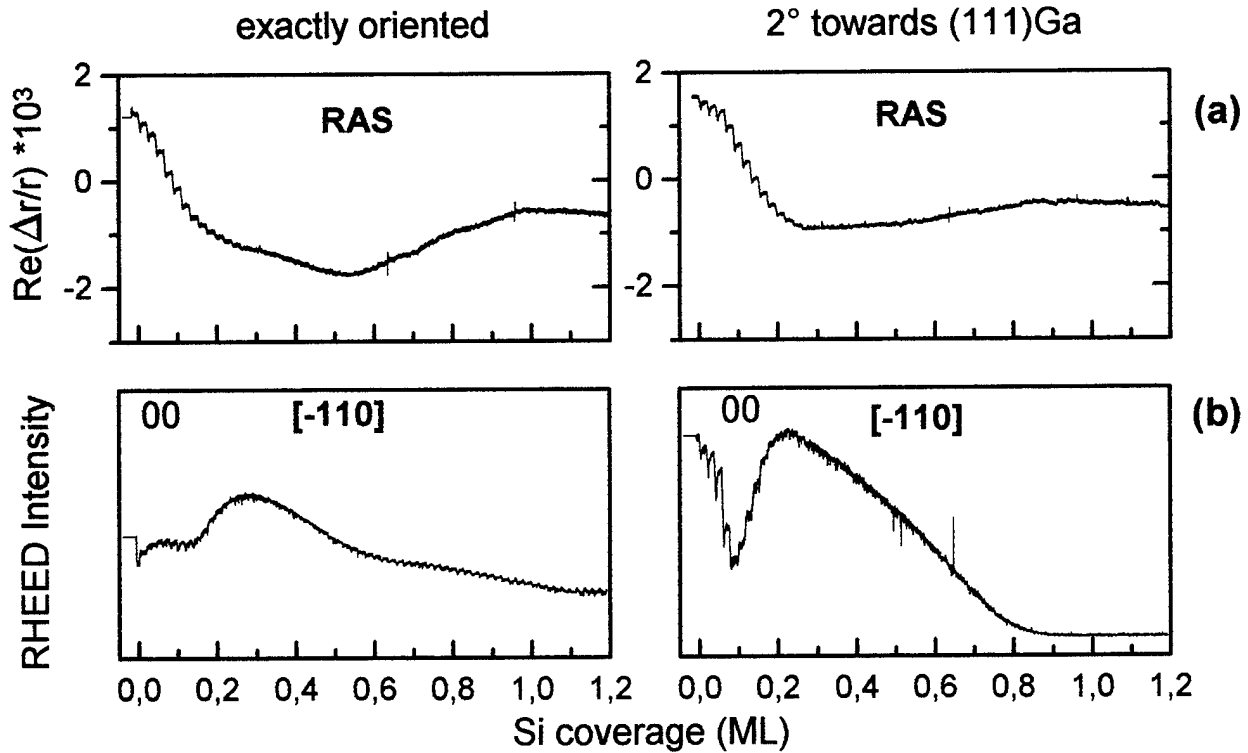 exactly oriented
2° towards (111)Ga
2
0
-2
Re(Δr/r) *10³
RAS
2
0
-2
RAS
(a)
RHEED Intensity
00 [-110]
00 [-110]
(b)
0,0 0,2 0,4 0,6 0,8 1,0 1,2
0,0 0,2 0,4 0,6 0,8 1,0 1,2
Si coverage (ML)